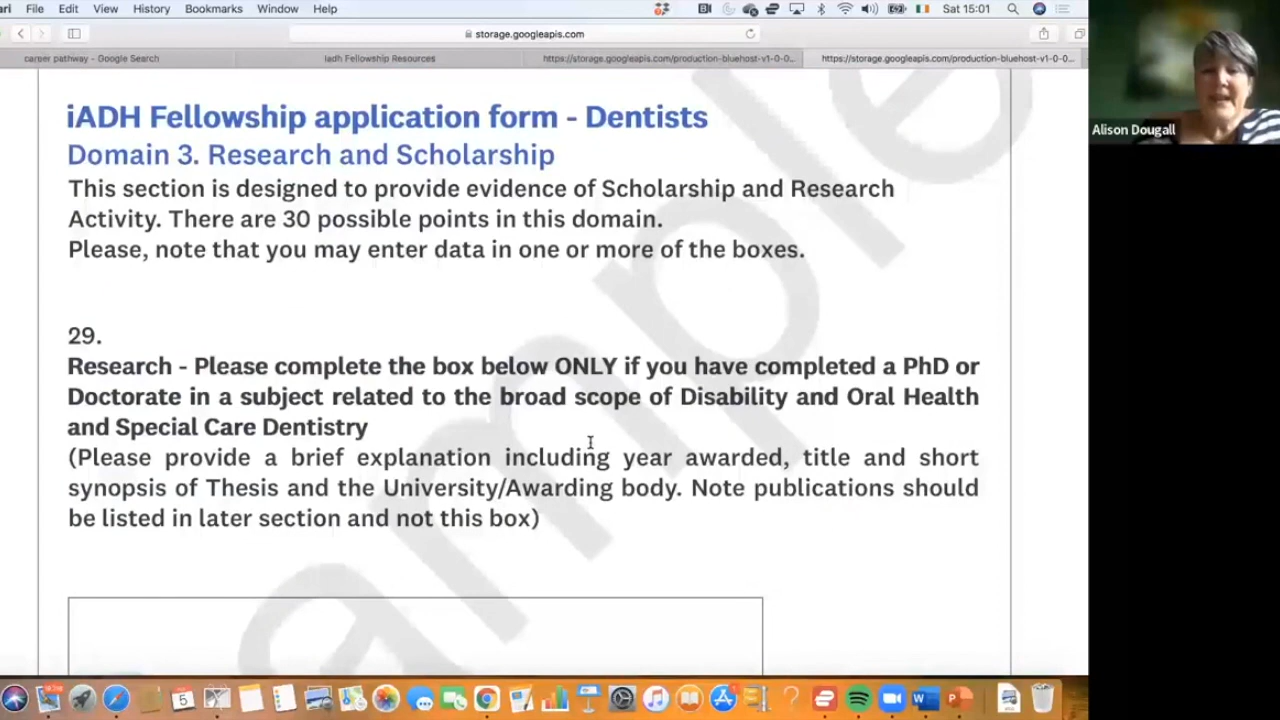 ari File Edit View History Bookmarks Window Help Sat 15:01
storage.googleapis.com
career pathway - Google Search
Iadh Fellowship Resources
https://storage.googleapis.com/production-bluehost-v1-0-0...
https://storage.googleapis.com/production-bluehost-v1-0-0...
Alison Dougall
iADH Fellowship application form - Dentists
Domain 3. Research and Scholarship
This section is designed to provide evidence of Scholarship and Research
Activity. There are 30 possible points in this domain.
Please, note that you may enter data in one or more of the boxes.
29.
Research - Please complete the box below ONLY if you have completed a PhD or
Doctorate in a subject related to the broad scope of Disability and Oral Health
and Special Care Dentistry
(Please provide a brief explanation including year awarded, title and short
synopsis of Thesis and the University/Awarding body. Note publications should
be listed in later section and not this box)
ample
5